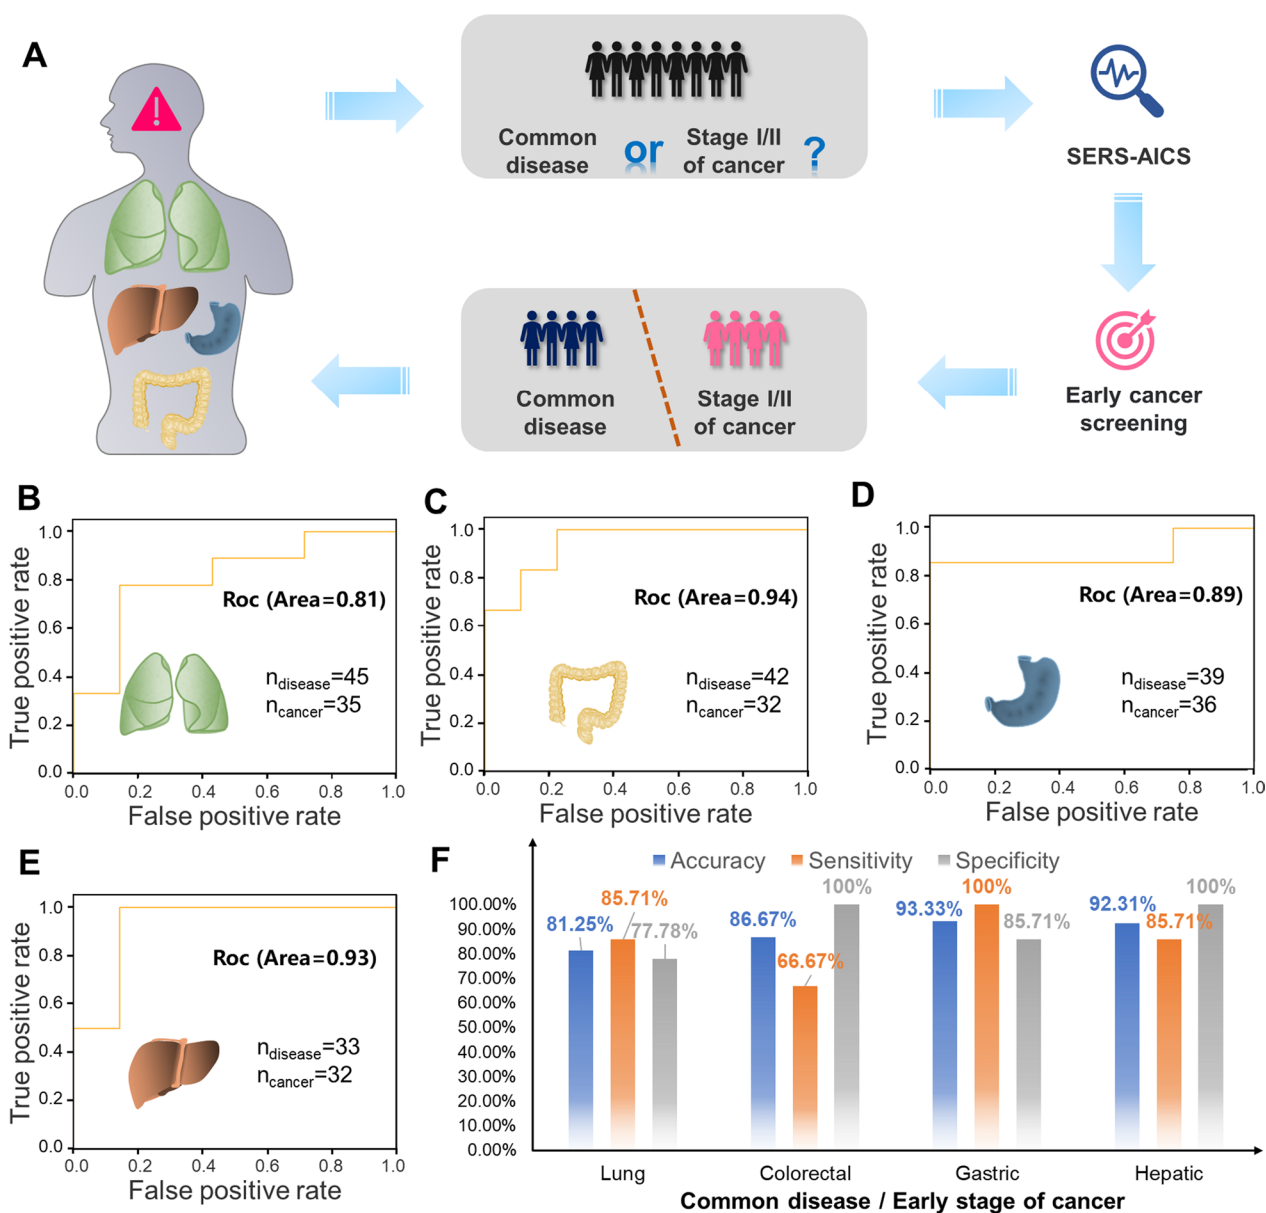 A
Common
disease
or
Stage I/II
of cancer
?
SERS-AICS
Common
disease
Stage I/II
of cancer
Early cancer
screening
B
1.0
0.8
0.6
0.4
0.2
0.0
True positive rate
Roc (Area=0.81)
ndisease=45
ncancer=35
0.0 0.2 0.4 0.6 0.8 1.0
False positive rate
C
1.0
0.8
0.6
0.4
0.2
0.0
True positive rate
Roc (Area=0.94)
ndisease=42
ncancer=32
0.0 0.2 0.4 0.6 0.8 1.0
False positive rate
D
1.0
0.8
0.6
0.4
0.2
0.0
True positive rate
Roc (Area=0.89)
ndisease=39
ncancer=36
0.0 0.2 0.4 0.6 0.8 1.0
False positive rate
E
1.0
0.8
1.0
0.4
1.0
0.0
True positive rate
Roc (Area=0.93)
ndisease=33
ncancer=32
0.0 0.2 0.4 0.6 0.8 1.0
False positive rate
F
Accuracy Sensitivity Specificity
100.00%
90.00%
80.00%
70.00%
60.00%
50.00%
40.00%
30.00%
20.00%
10.00%
0.00%
81.25% 85.71% 77.78%
86.67% 66.67% 100%
93.33% 100% 85.71%
92.31% 85.71% 100%
Lung Colorectal Gastric Hepatic
Common disease / Early stage of cancer